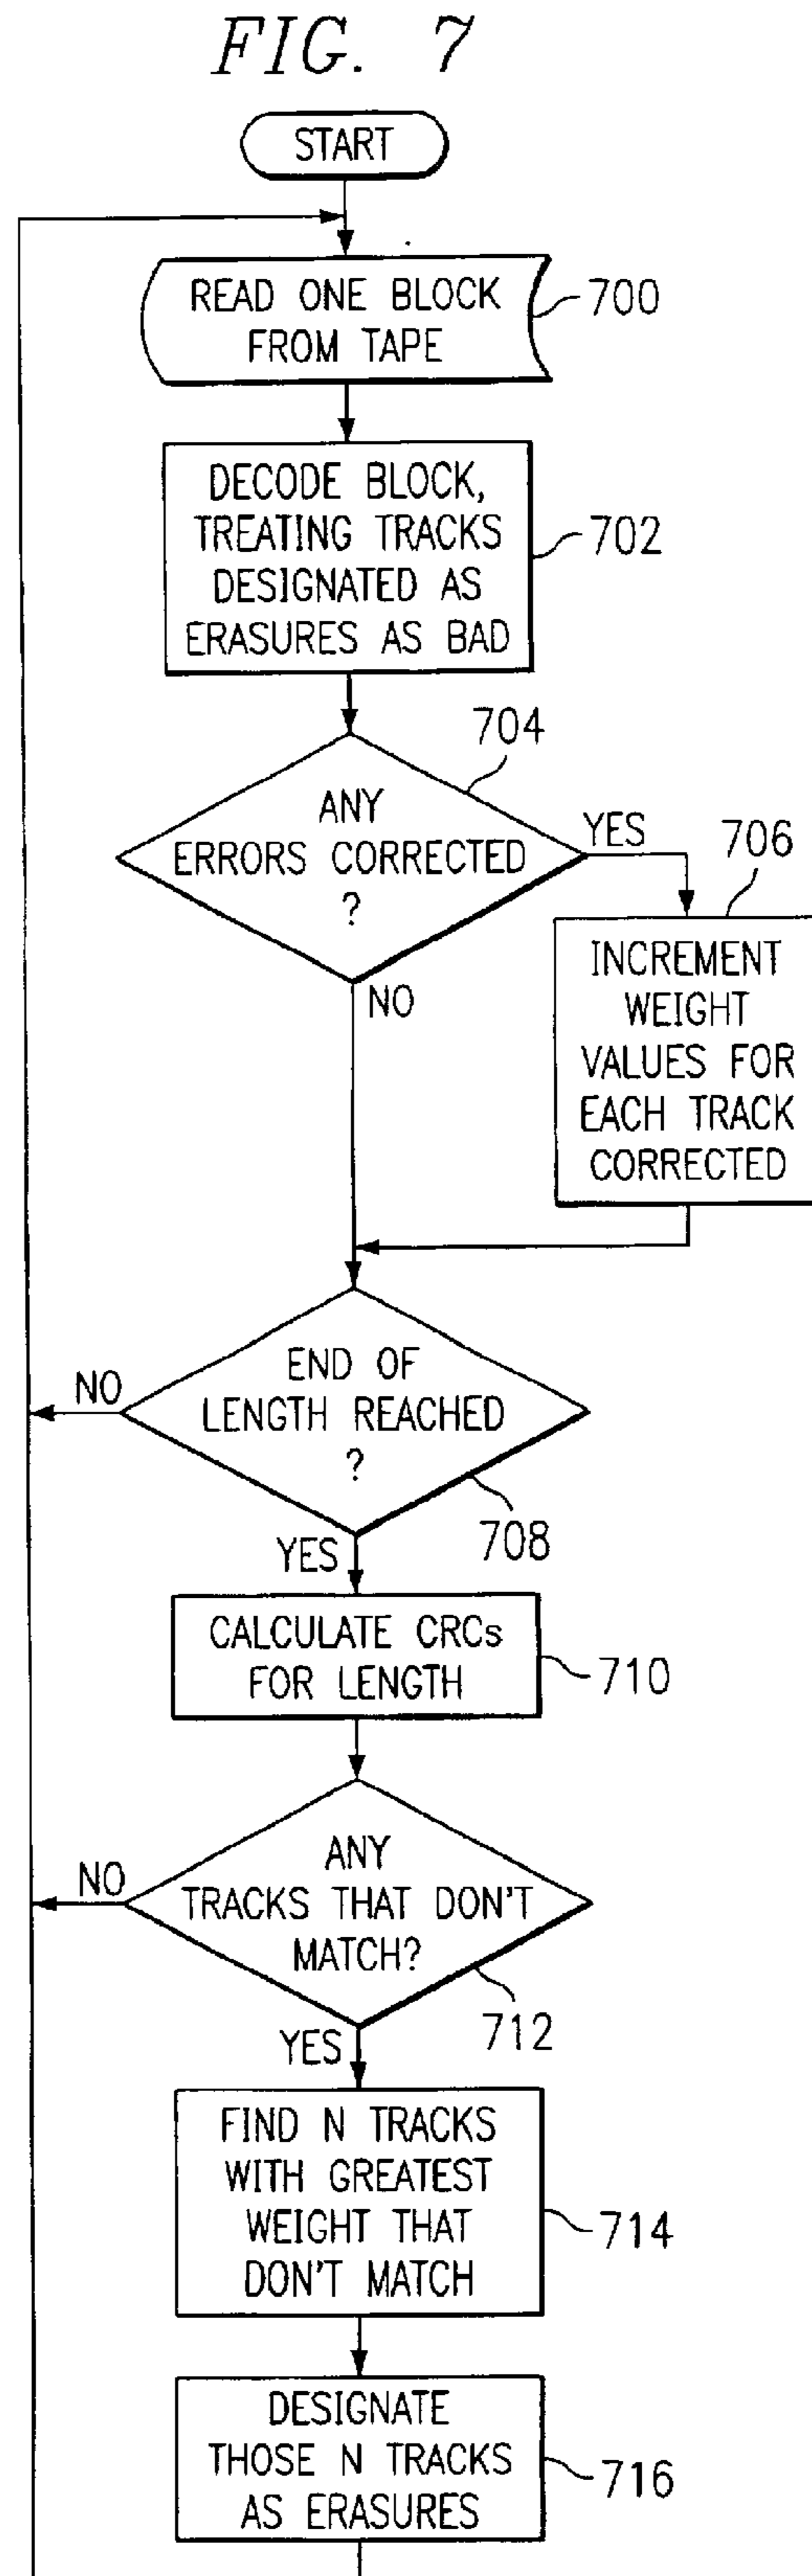 FIG. 7
START
READ ONE BLOCK
FROM TAPE
700
DECODE BLOCK,
TREATING TRACKS
DESIGNATED AS
ERASURES AS BAD
702
704
ANY
ERRORS CORRECTED
?
YES
706
NO
INCREMENT
WEIGHT
VALUES FOR
EACH TRACK
CORRECTED
END OF
LENGTH REACHED
?
NO
708
YES
CALCULATE CRCs
FOR LENGTH
710
ANY
TRACKS THAT DON'T
MATCH?
NO
712
YES
FIND N TRACKS
WITH GREATEST
WEIGHT THAT
DON'T MATCH
714
DESIGNATE
THOSE N TRACKS
AS ERASURES
716